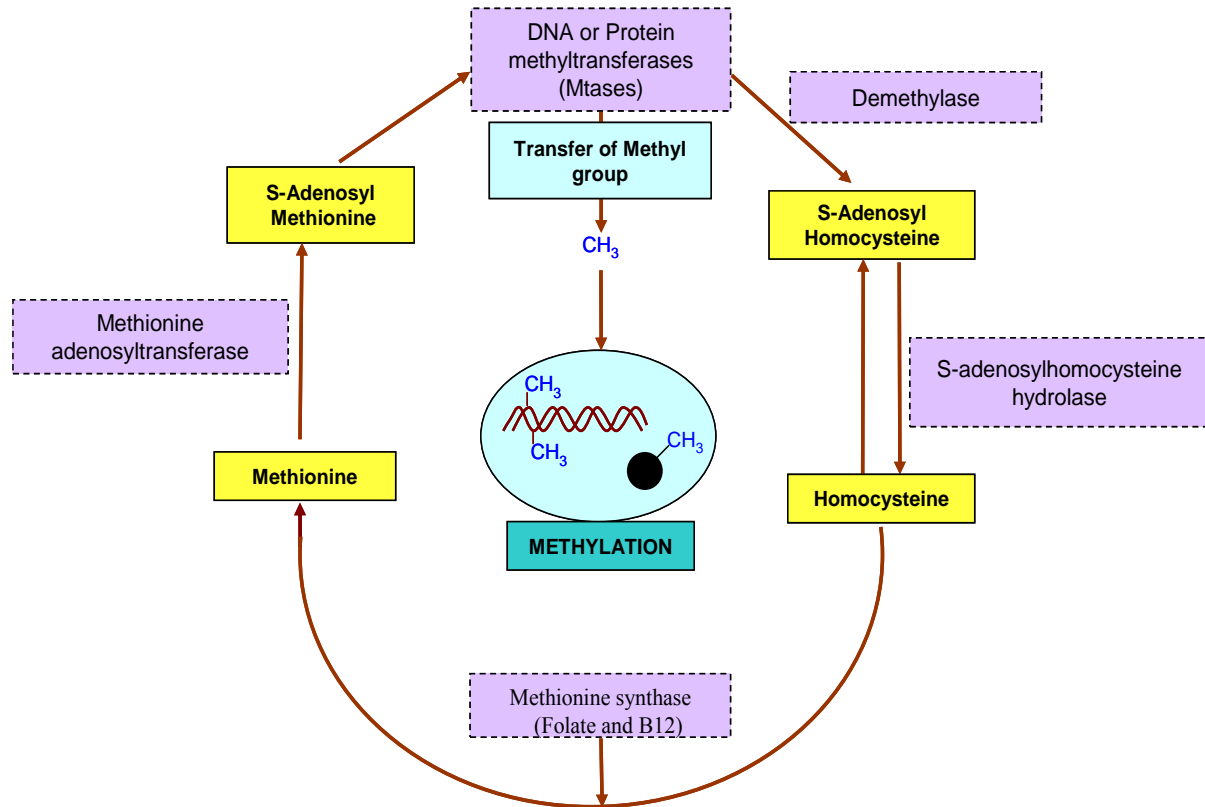 DNA or Protein
methyltransferases
(Mtases)
Demethylase
Transfer of Methyl
group
S-Adenosyl
Methionine
S-Adenosyl
Homocysteine
CH3
Methionine
adenosyltransferase
S-adenosylhomocysteine
hydrolase
CH3
CH3
CH3
Methionine
Homocysteine
METHYLATION
Methionine synthase
(Folate and B12)